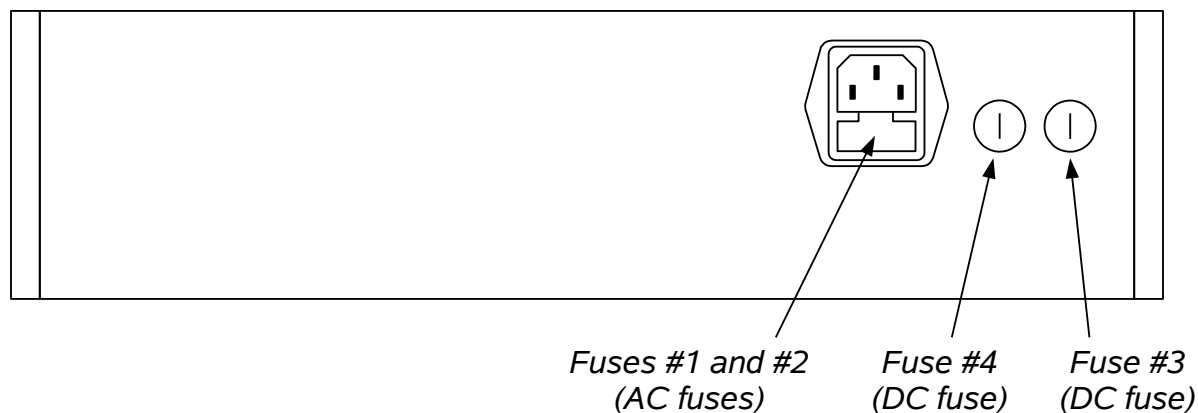 Fuses #1 and #2
(AC fuses)
Fuse #4
(DC fuse)
Fuse #3
(DC fuse)